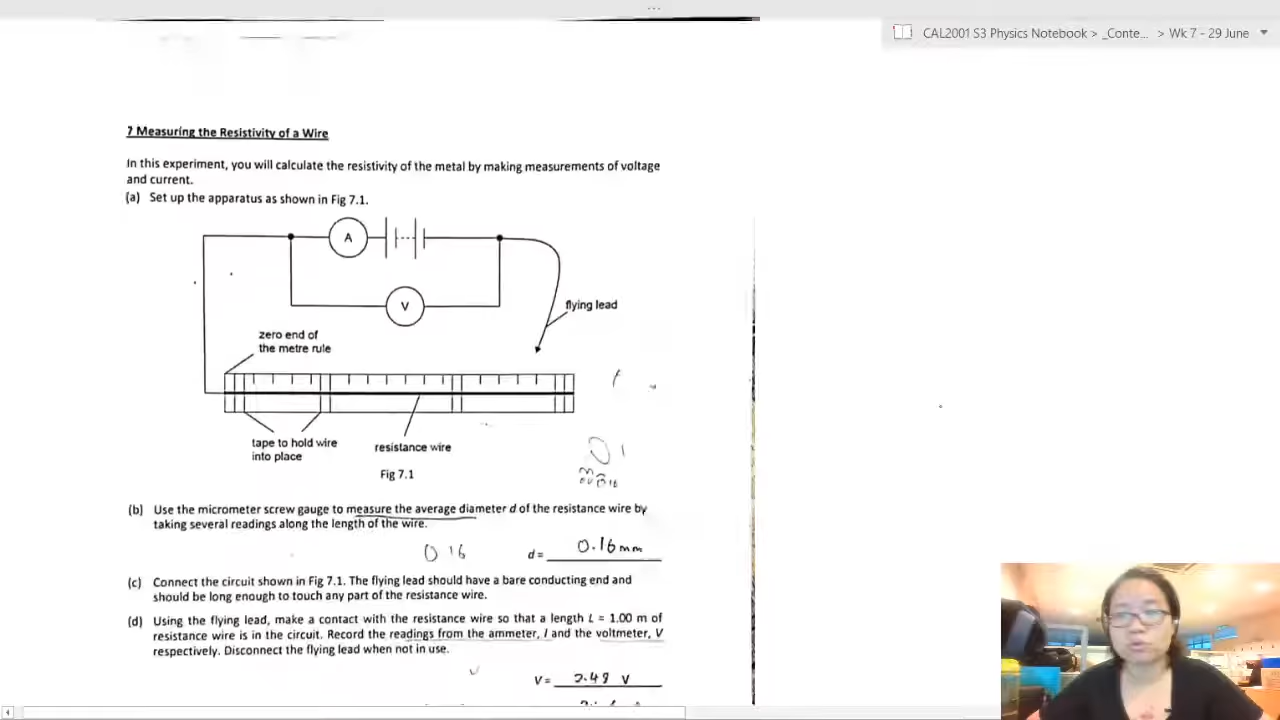 CAL2001 S3 Physics Notebook > _Conte... > Wk 7 - 29 June
7 Measuring the Resistivity of a Wire
In this experiment, you will calculate the resistivity of the metal by making measurements of voltage
and current.
(a) Set up the apparatus as shown in Fig 7.1.
A
V
flying lead
zero end of
the metre rule
tape to hold wire
into place
resistance wire
Fig 7.1
(b) Use the micrometer screw gauge to measure the average diameter d of the resistance wire by
taking several readings along the length of the wire.
0 16
d = 0.16mm
(c) Connect the circuit shown in Fig 7.1. The flying lead should have a bare conducting end and
should be long enough to touch any part of the resistance wire.
(d) Using the flying lead, make a contact with the resistance wire so that a length L = 1.00 m of
resistance wire is in the circuit. Record the readings from the ammeter, I and the voltmeter, V
respectively. Disconnect the flying lead when not in use.
V = 2.48 V